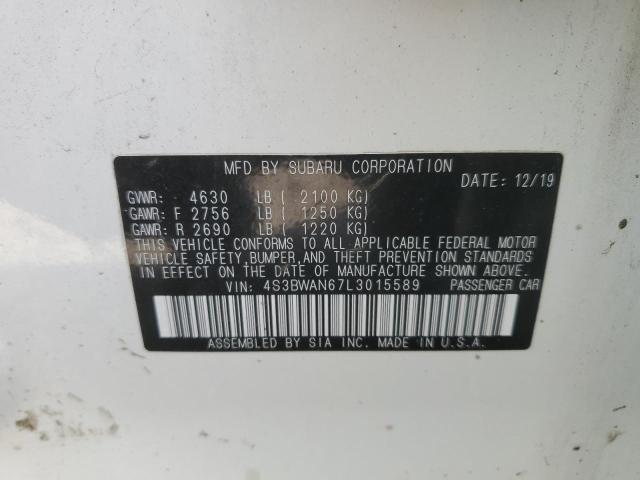 MFD BY SUBARU CORPORATION
DATE: 12/19
GVWR: 4630 LB ( 2100 KG)
GAWR: F 2756 LB ( 1250 KG)
GAWR: R 2690 LB ( 1220 KG)
THIS VEHICLE CONFORMS TO ALL APPLICABLE FEDERAL MOTOR
VEHICLE SAFETY, BUMPER, AND THEFT PREVENTION STANDARDS
IN EFFECT ON THE DATE OF MANUFACTURE SHOWN ABOVE.
VIN: 4S3BWAN67L3015589 PASSENGER CAR
ASSEMBLED BY SIA INC. MADE IN U.S.A.